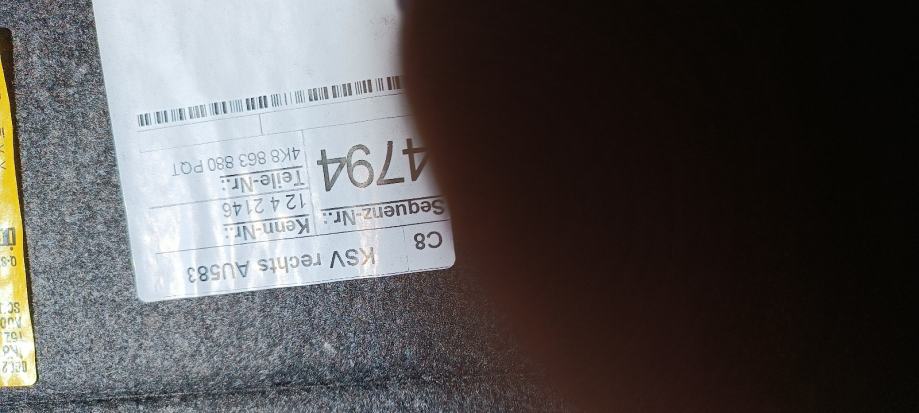 C8 KSV rechts AU583
Sequenz-Nr.: Kenn-Nr.:
4794 12 4 2146
Teile-Nr.:
4K8 863 880 PQT